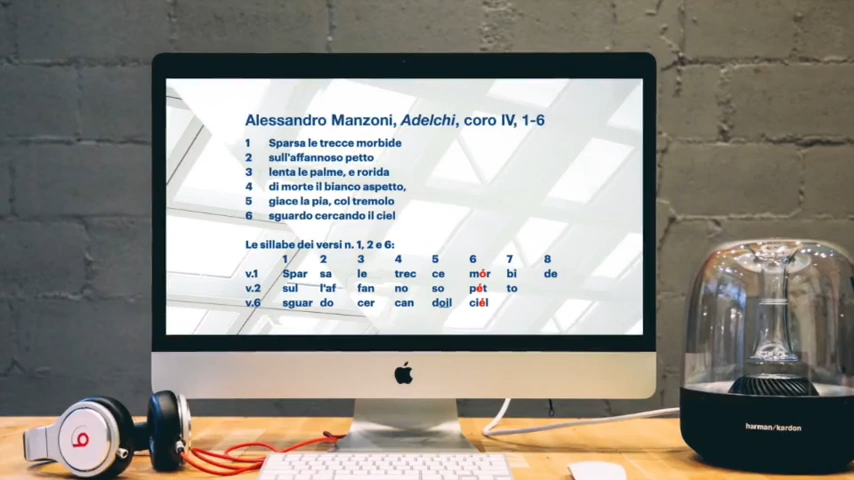 Alessandro Manzoni, Adelchi, coro IV, 1-6
1 Sparsa le trecce morbide
2 sull'affannoso petto
3 lenta le palme, e rorida
4 di morte il bianco aspetto,
5 giace la pia, col tremolo
6 sguardo cercando il ciel
Le sillabe dei versi n. 1, 2 e 6:
1 2 3 4 5 6 7 8
v.1 Spar sa le trec ce mór bi de
v.2 sul l'af fan no so pét to
v.6 sguar do cer can doil ciél
harman/kardon
b